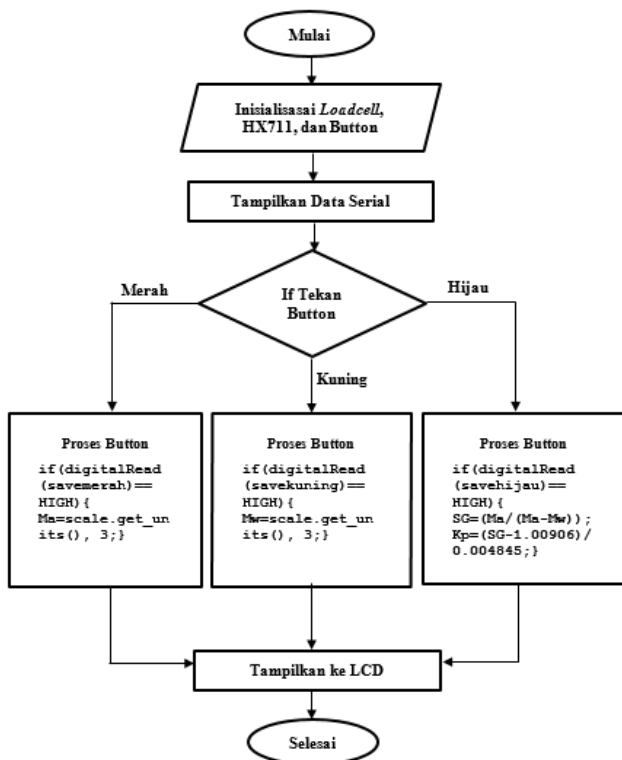 Mulai
Inisialisasai Loadcell,
HX711, dan Button
Tampilkan Data Serial
If Tekan
Button
Merah
Hijau
Kuning
Proses Button
if(digitalRead
(savemerah)==
HIGH){
Ma=scale.get_un
its(), 3;}
Proses Button
if(digitalRead
(savekuning)==
HIGH){
Mw=scale.get_un
its(), 3;}
Proses Button
if(digitalRead
(savehijau)==
HIGH){
SG=(Ma/(Ma-Mw));
Kp=(SG-1.00906)/
0.004845;}
Tampilkan ke LCD
Selesai